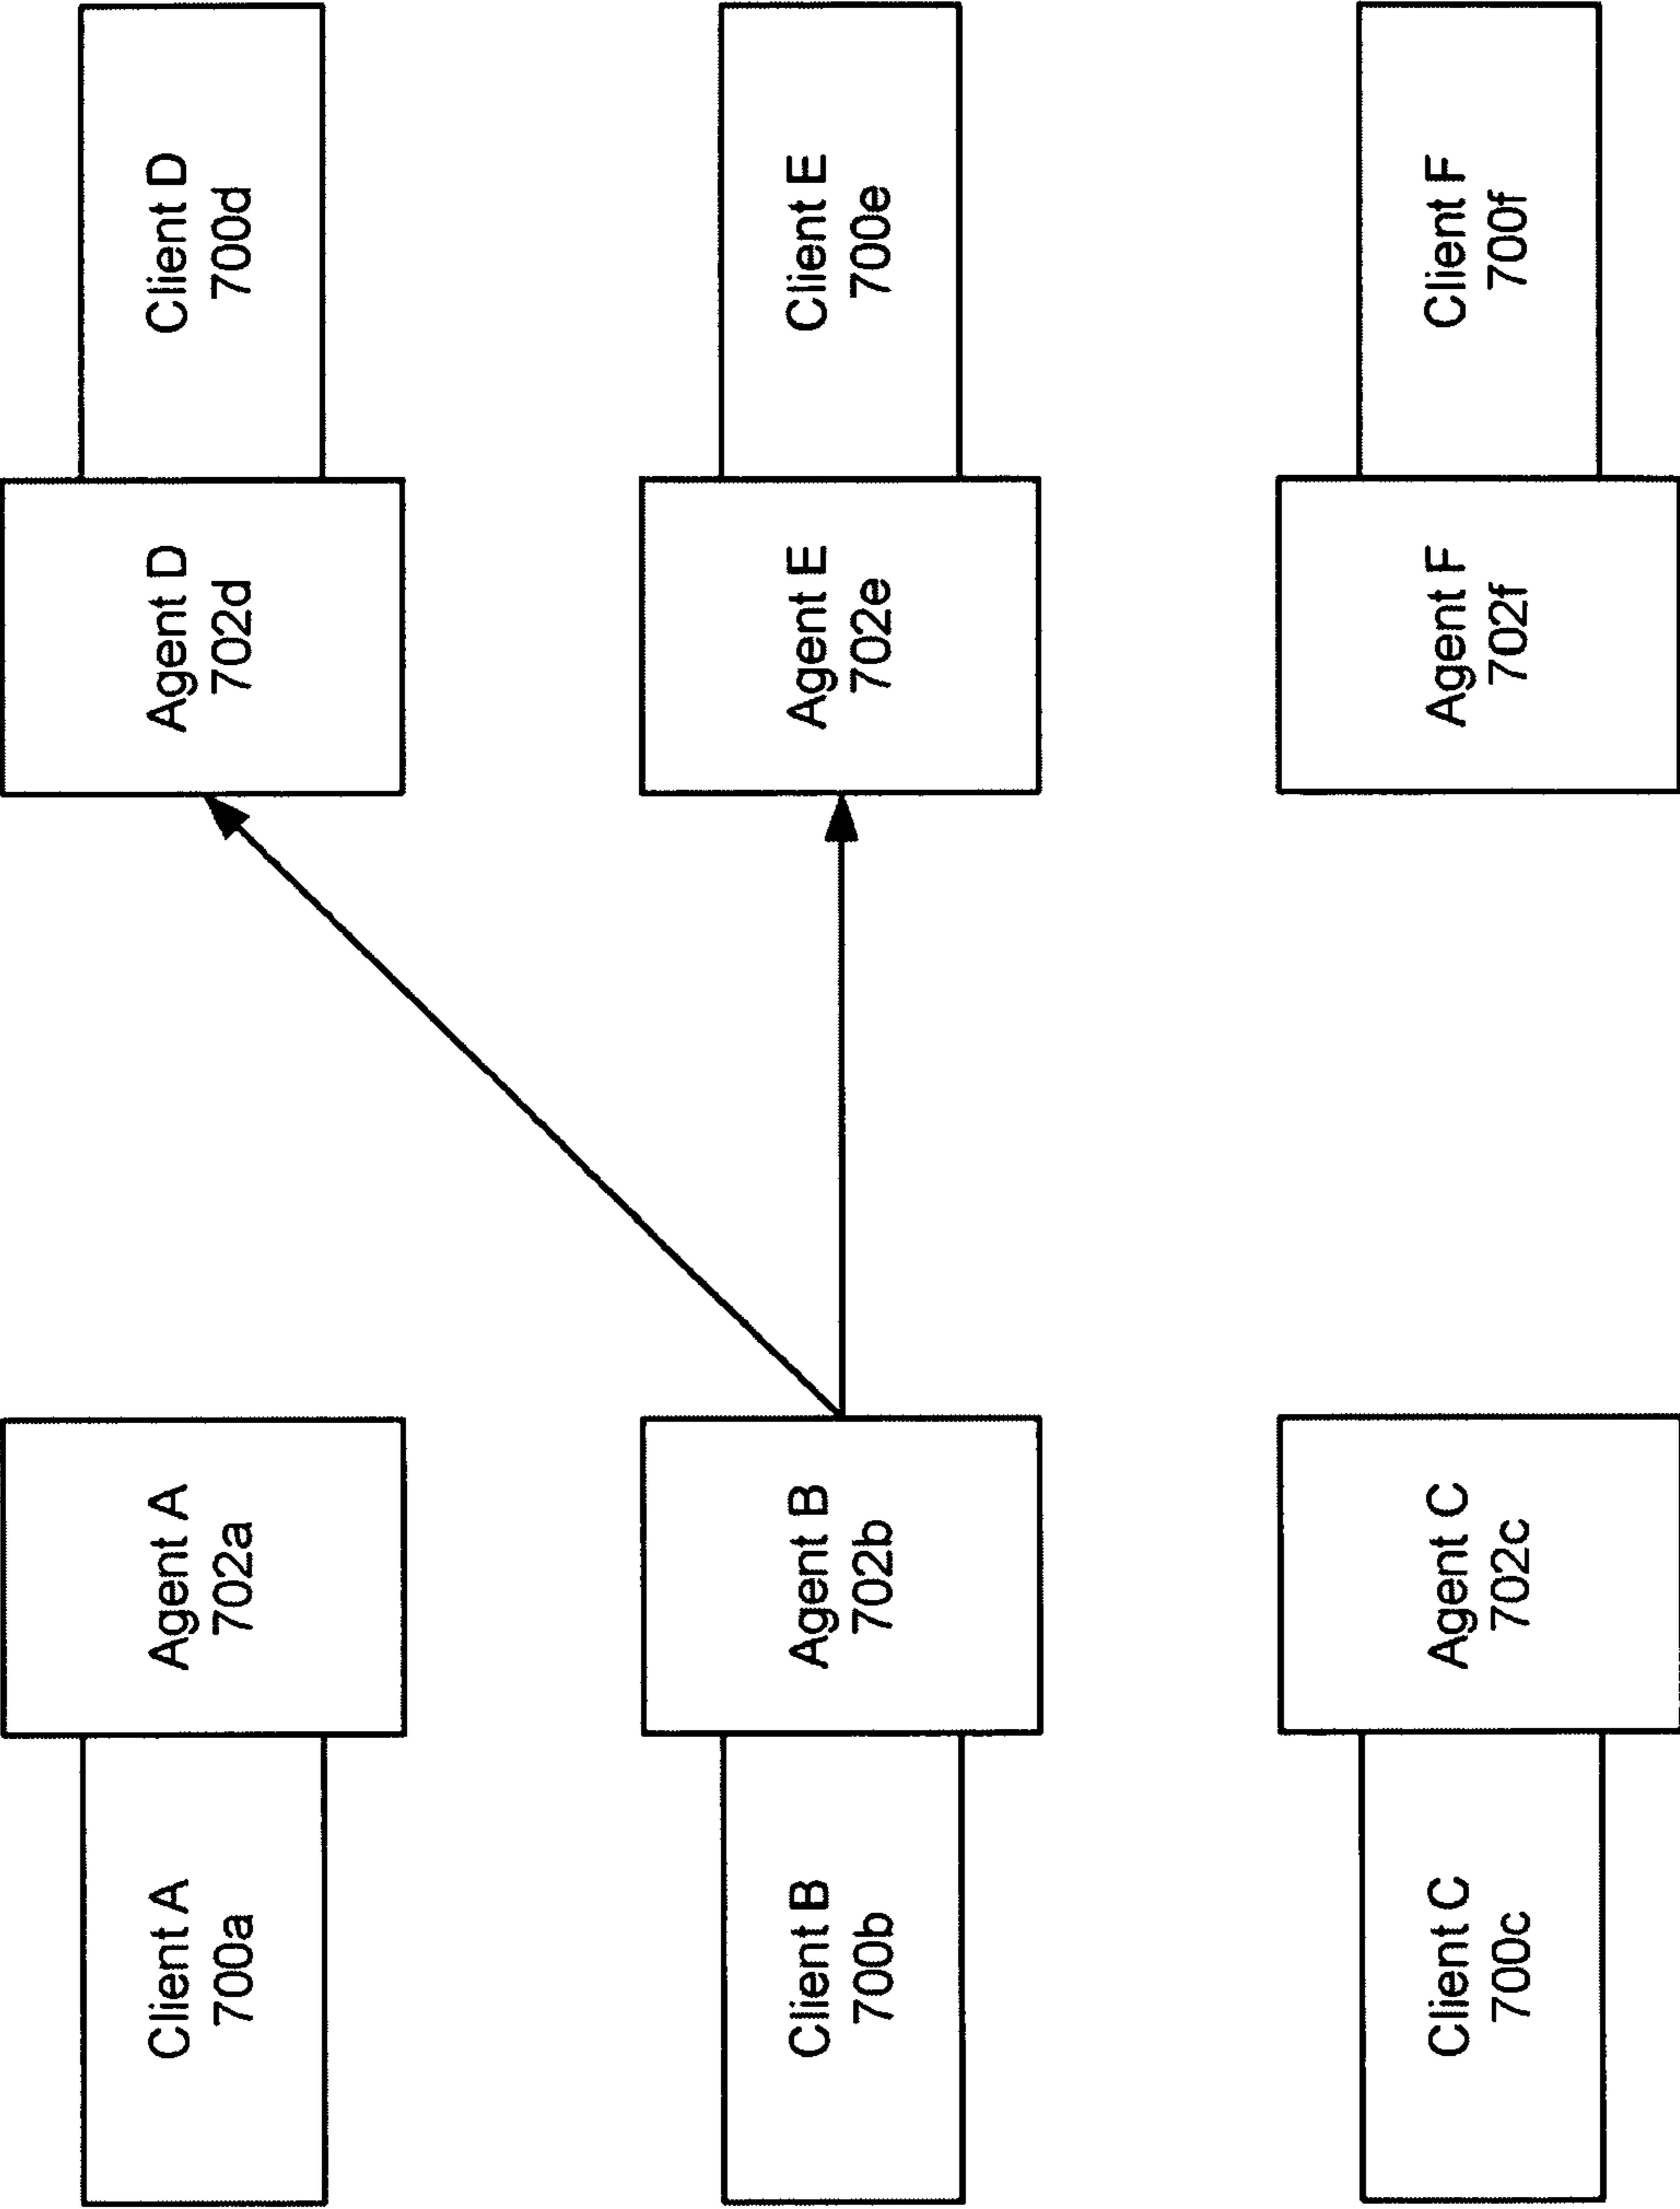 Client A
700a
Agent A
702a
Agent D
702d
Client D
700d
Client B
700b
Agent B
702b
Agent E
702e
Client E
700e
Client C
700c
Agent C
702c
Agent F
702f
Client F
700f